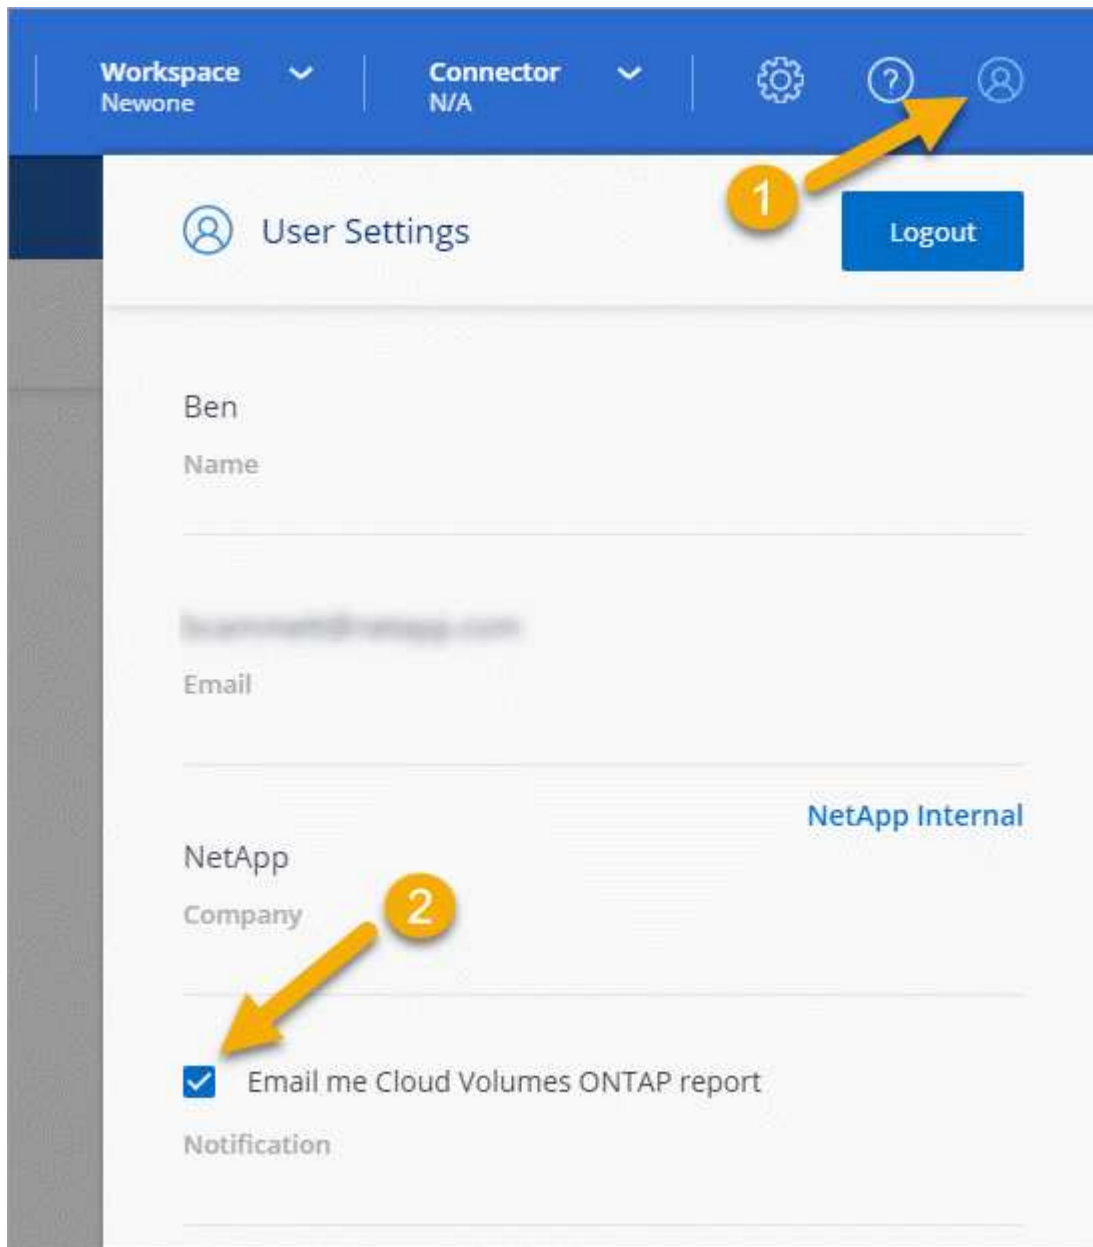 Workspace
Newone
Connector
N/A
1
User Settings
Logout
Ben
Name
Email
NetApp Internal
NetApp
Company
2
Email me Cloud Volumes ONTAP report
Notification